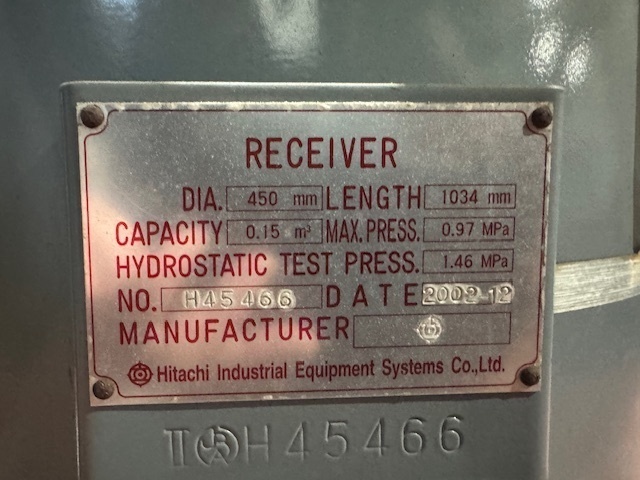 RECEIVER
DIA. 450 mm LENGTH 1034 mm
CAPACITY 0.15 m³ MAX. PRESS. 0.97 MPa
HYDROSTATIC TEST PRESS. 1.46 MPa
NO. H45466 DATE 2002-12
MANUFACTURER
Hitachi Industrial Equipment Systems Co., Ltd.
T H45466